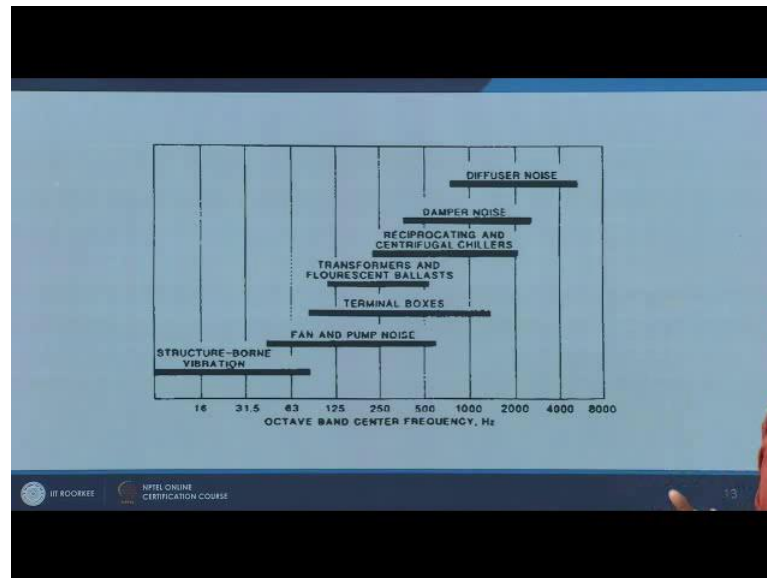 DIFFUSER NOISE
DAMPER NOISE
RECIPROCATING AND
CENTRIFUGAL CHILLERS
TRANSFORMERS AND
FLOURESCENT BALLASTS
TERMINAL BOXES
FAN AND PUMP NOISE
STRUCTURE-BORNE
VIBRATION
16 31.5 63 125 250 500 1000 2000 4000 8000
OCTAVE BAND CENTER FREQUENCY, Hz
IIT ROORKEE
NPTEL ONLINE
CERTIFICATION COURSE
13